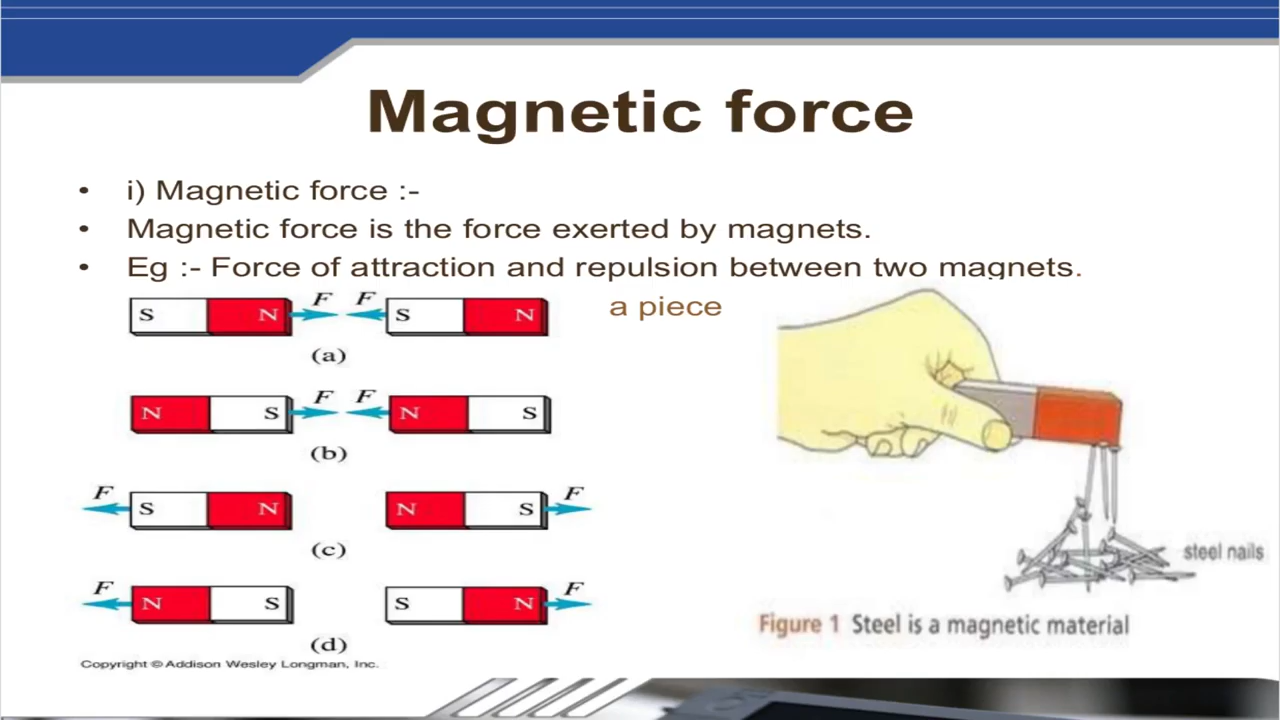 Magnetic force
• i) Magnetic force :-
• Magnetic force is the force exerted by magnets.
• Eg :- Force of attraction and repulsion between two magnets.
a piece
S N F F S N
(a)
N S F F N S
(b)
F S N N S F
(c)
F N S S N F
(d)
Copyright © Addison Wesley Longman, Inc.
steel nails
Figure 1 Steel is a magnetic material